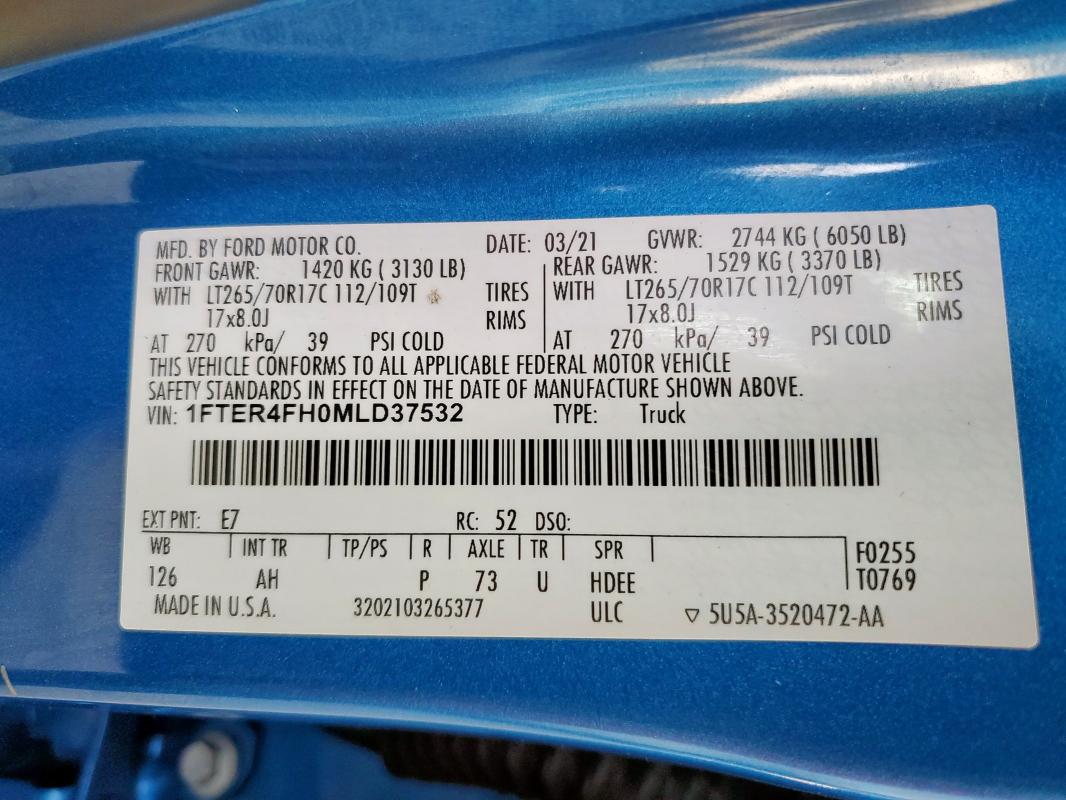 MFD. BY FORD MOTOR CO. DATE: 03/21 GVWR: 2744 KG ( 6050 LB)
FRONT GAWR: 1420 KG ( 3130 LB) REAR GAWR: 1529 KG ( 3370 LB)
WITH LT265/70R17C 112/109T TIRES WITH LT265/70R17C 112/109T TIRES
17x8.0J RIMS 17x8.0J RIMS
AT 270 kPa/ 39 PSI COLD AT 270 kPa/ 39 PSI COLD
THIS VEHICLE CONFORMS TO ALL APPLICABLE FEDERAL MOTOR VEHICLE
SAFETY STANDARDS IN EFFECT ON THE DATE OF MANUFACTURE SHOWN ABOVE.
VIN: 1FTER4FH0MLD37532 TYPE: Truck
EXT PNT: E7 RC: 52 DSO:
WB INT TR TP/PS R AXLE TR SPR F0255
126 AH P 73 U HDEE T0769
MADE IN U.S.A. 3202103265377 ULC ▽ 5U5A-3520472-AA